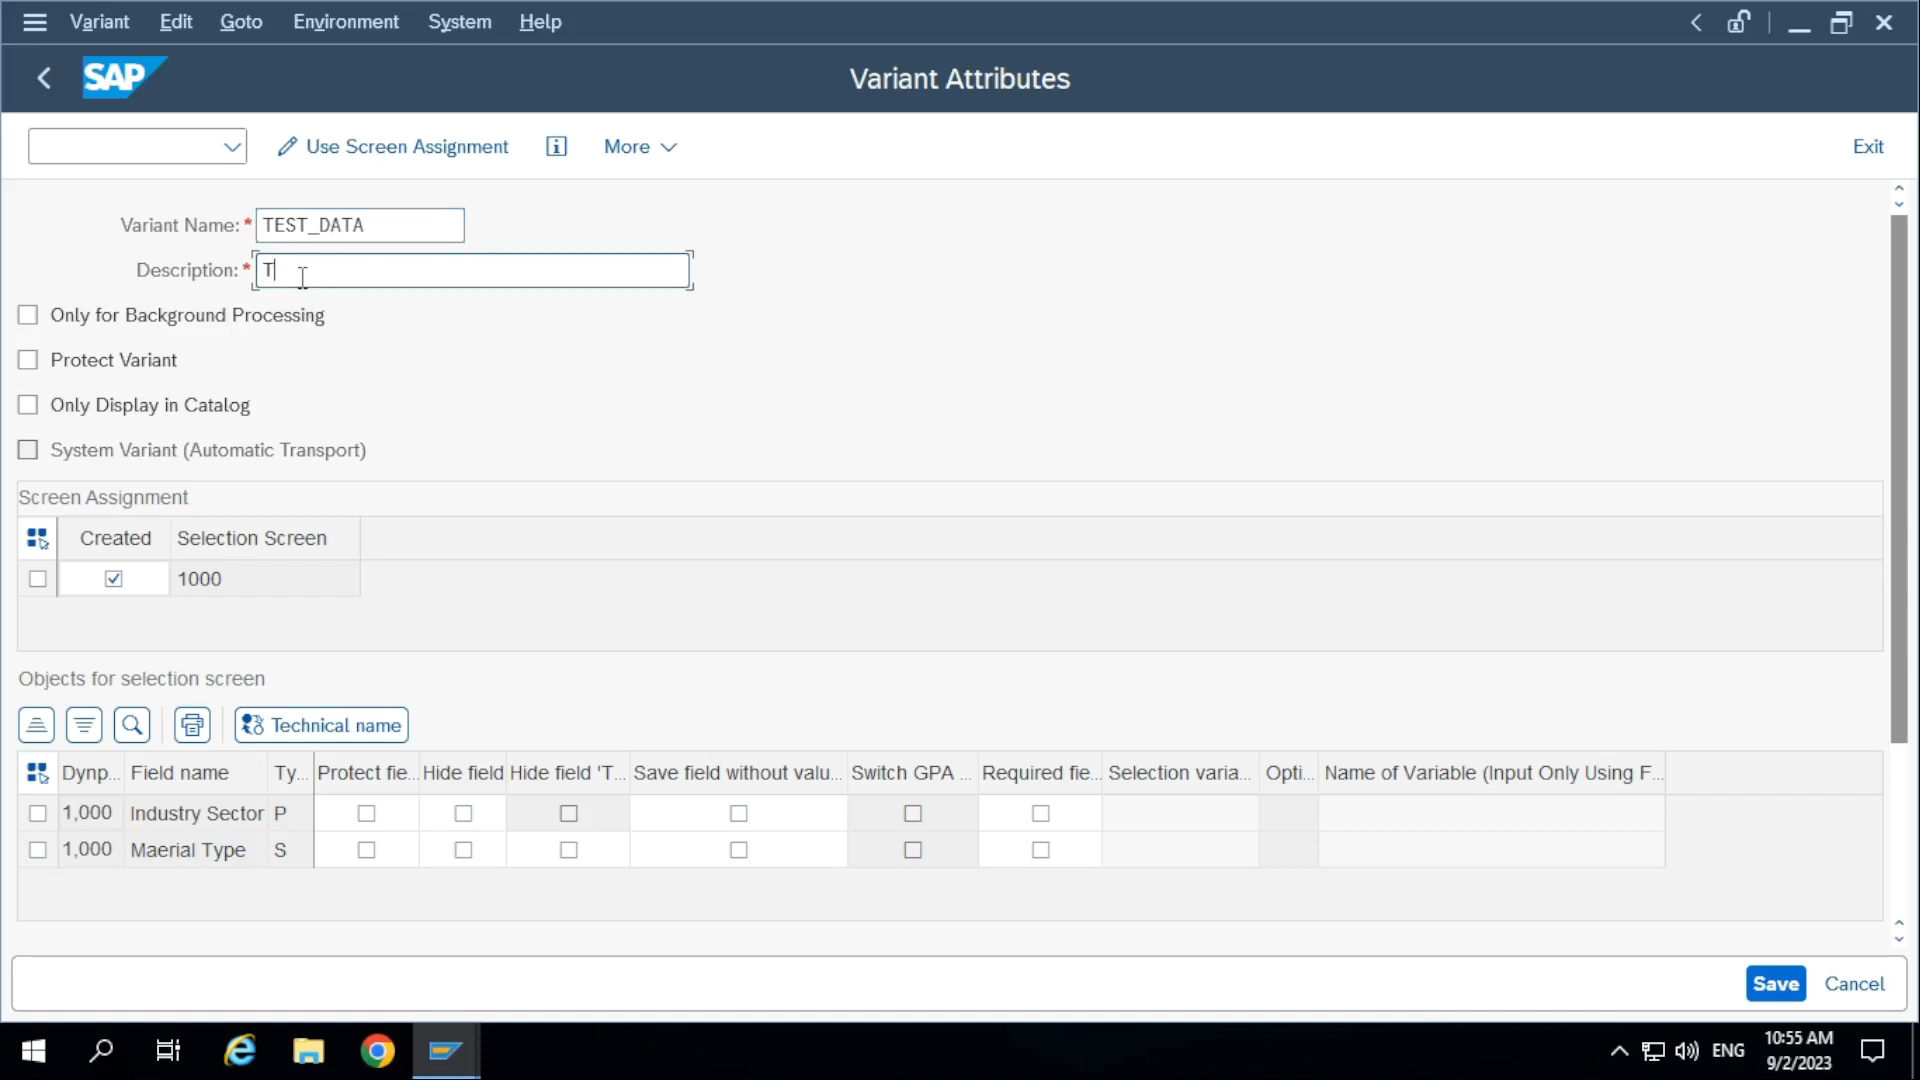 Variant Edit Goto Environment System Help
SAP Variant Attributes
Use Screen Assignment More Exit
Variant Name: * TEST_DATA
Description: * T
Only for Background Processing
Protect Variant
Only Display in Catalog
System Variant (Automatic Transport)
Screen Assignment
Created Selection Screen
1000
Objects for selection screen
Technical name
Dynp... Field name Ty... Protect fie... Hide field Hide field 'T... Save field without valu... Switch GPA ... Required fie... Selection varia... Opti... Name of Variable (Input Only Using F...
1,000 Industry Sector P
1,000 Maerial Type S
Save Cancel
ENG 10:55 AM
9/2/2023